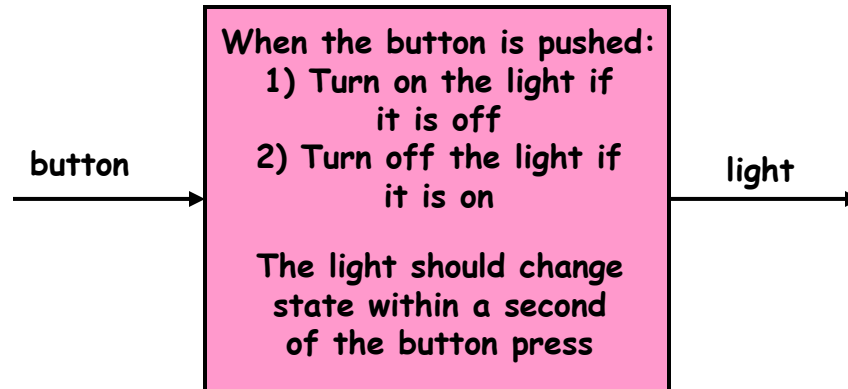 When the button is pushed:
1) Turn on the light if
it is off
2) Turn off the light if
it is on
The light should change
state within a second
of the button press
button
light